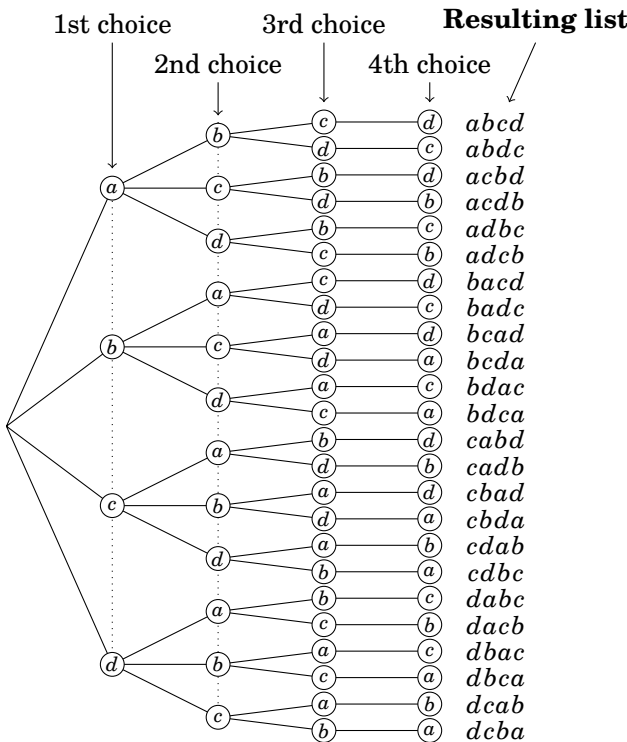 1st choice 3rd choice Resulting list
2nd choice 4th choice
c d abcd
b
d c abdc
b d acbd
a c
d b acdb
b c adbc
d
c b adcb
c d bacd
a
d c badc
a d bcad
b c
d a bcda
a c bdac
d
c a bdca
b d cabd
a
d b cadb
a d cbad
c b
d a cbda
a b cdab
d
b a cdbc
b c dabc
a
c b dacb
a c dbac
d b
c a dbca
a b dcab
c
b a dcba